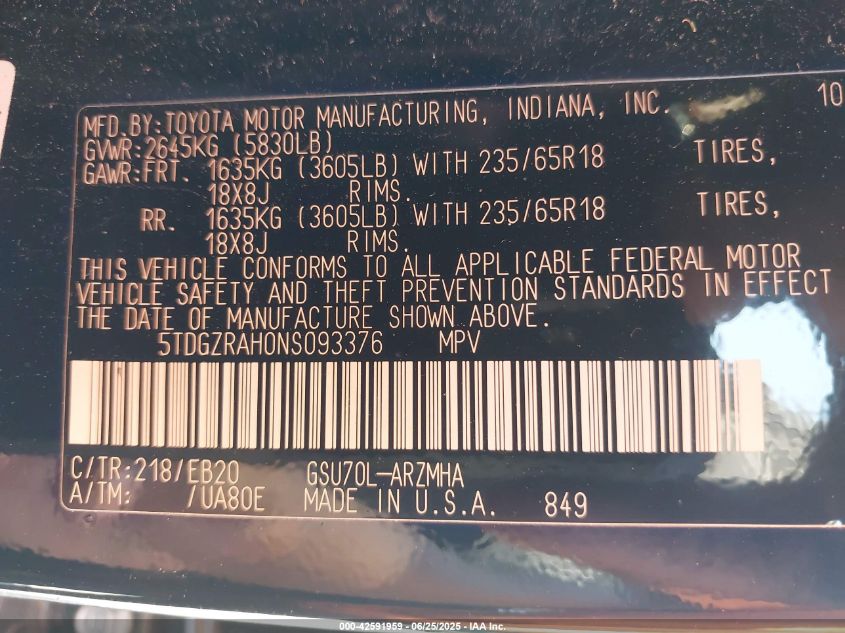 MFD.BY:TOYOTA MOTOR MANUFACTURING, INDIANA, INC. 10
GVWR:2645KG (5830LB)
GAWR:FRT. 1635KG (3605LB) WITH 235/65R18 TIRES,
18X8J RIMS.
RR. 1635KG (3605LB) WITH 235/65R18 TIRES,
18X8J RIMS.
THIS VEHICLE CONFORMS TO ALL APPLICABLE FEDERAL MOTOR
VEHICLE SAFETY AND THEFT PREVENTION STANDARDS IN EFFECT
THE DATE OF MANUFACTURE SHOWN ABOVE.
5TDGZRAH0NS093376 MPV
C/TR:218/EB20 GSU70L-ARZMHA
A/TM: /UA80E MADE IN U.S.A. 849
000-42591959 - 06/25/2025 - IAA Inc.